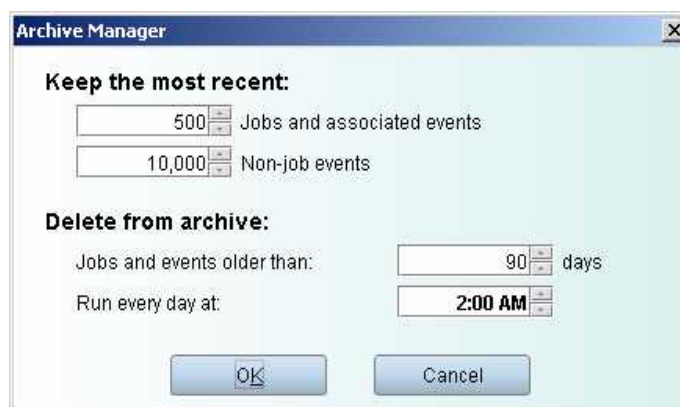 Archive Manager
Keep the most recent:
500 Jobs and associated events
10,000 Non-job events
Delete from archive:
Jobs and events older than: 90 days
Run every day at: 2:00 AM
OK Cancel